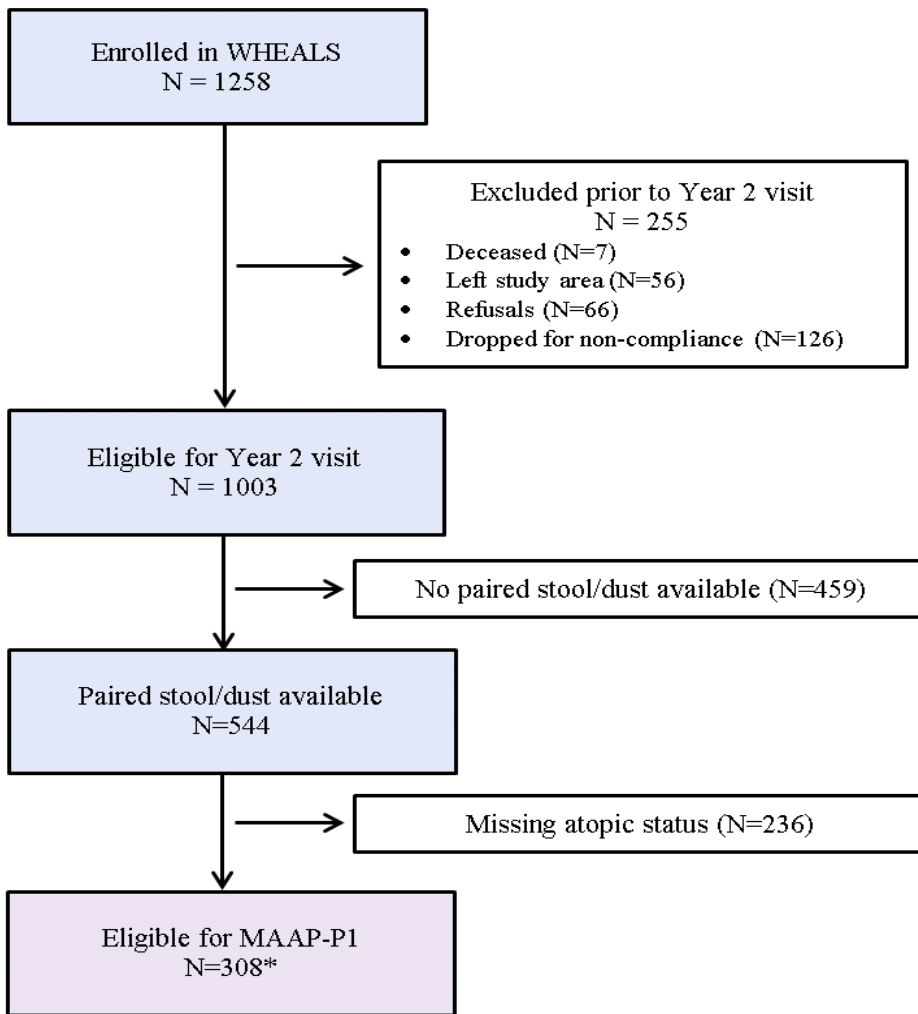 Enrolled in WHEALS
N = 1258
Excluded prior to Year 2 visit
N = 255
• Deceased (N=7)
• Left study area (N=56)
• Refusals (N=66)
• Dropped for non-compliance (N=126)
Eligible for Year 2 visit
N = 1003
No paired stool/dust available (N=459)
Paired stool/dust available
N=544
Missing atopic status (N=236)
Eligible for MAAP-P1
N=308*